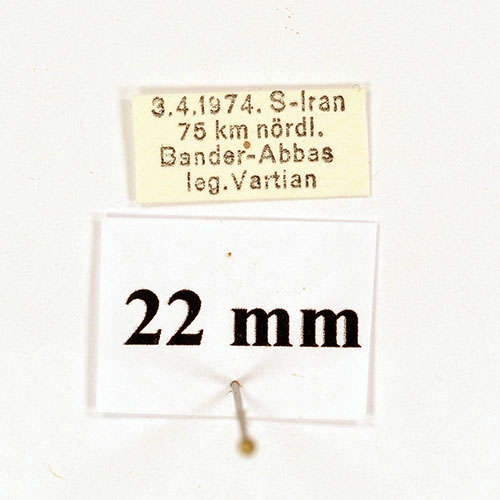 3.4.1974. S-Iran
75 km nördl.
Bander-Abbas
leg. Vartian
22 mm